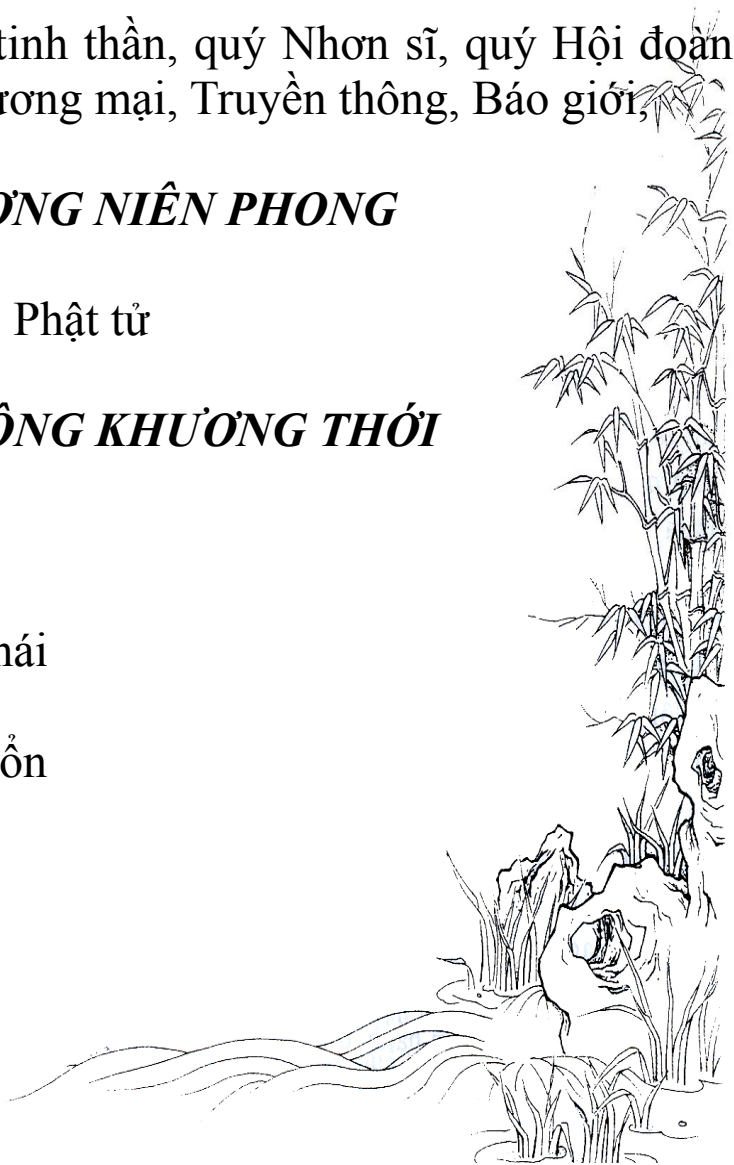 tinh thần, quý Nhơn sĩ, quý Hội đoàn
ương mại, Truyền thông, Báo giới,
ƠNG NIÊN PHONG
Phật tử
ÔNG KHƯƠNG THỚI
hái
ổn